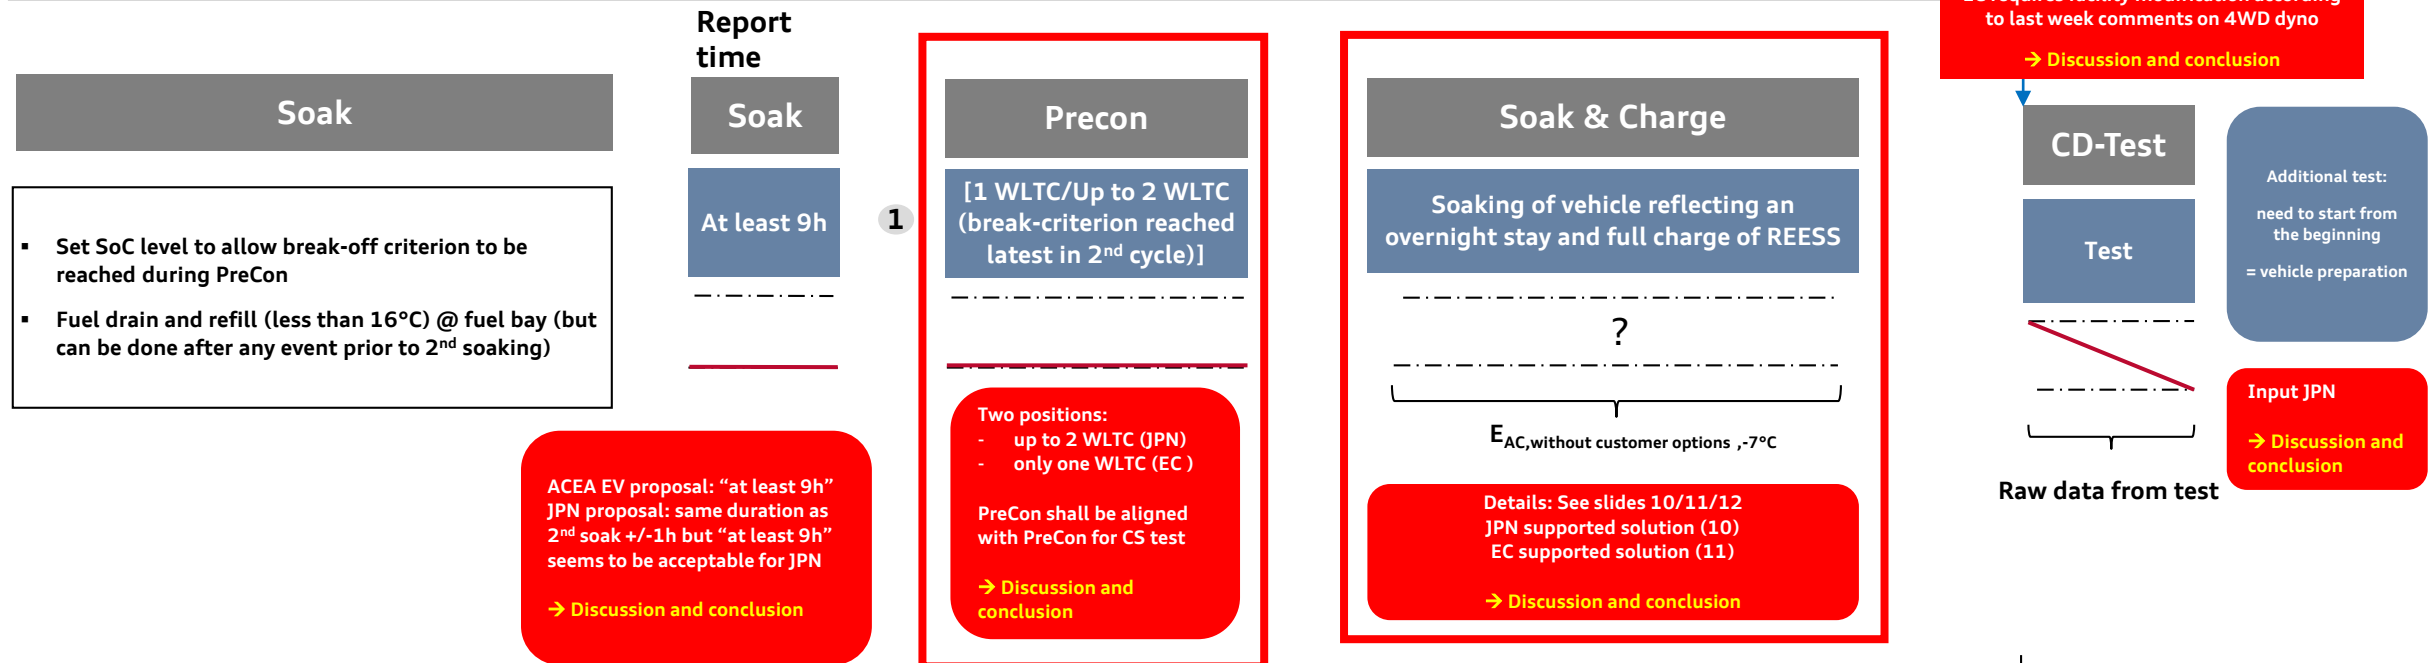 to last week comments on 4WD dyno
→ Discussion and conclusion
Report
time
Soak
Soak
Precon
Soak & Charge
CD-Test
▪ Set SoC level to allow break-off criterion to be
reached during PreCon
▪ Fuel drain and refill (less than 16°C) @ fuel bay (but
can be done after any event prior to 2nd soaking)
At least 9h
1
[1 WLTC/Up to 2 WLTC
(break-criterion reached
latest in 2nd cycle)]
Soaking of vehicle reflecting an
overnight stay and full charge of REESS
Test
Additional test:
need to start from
the beginning
= vehicle preparation
?
E AC,without customer options ,-7°C
ACEA EV proposal: “at least 9h”
JPN proposal: same duration as
2nd soak +/-1h but “at least 9h”
seems to be acceptable for JPN
→ Discussion and conclusion
Two positions:
- up to 2 WLTC (JPN)
- only one WLTC (EC )
PreCon shall be aligned
with PreCon for CS test
→ Discussion and
conclusion
Details: See slides 10/11/12
JPN supported solution (10)
EC supported solution (11)
→ Discussion and conclusion
Raw data from test
Input JPN
→ Discussion and
conclusion